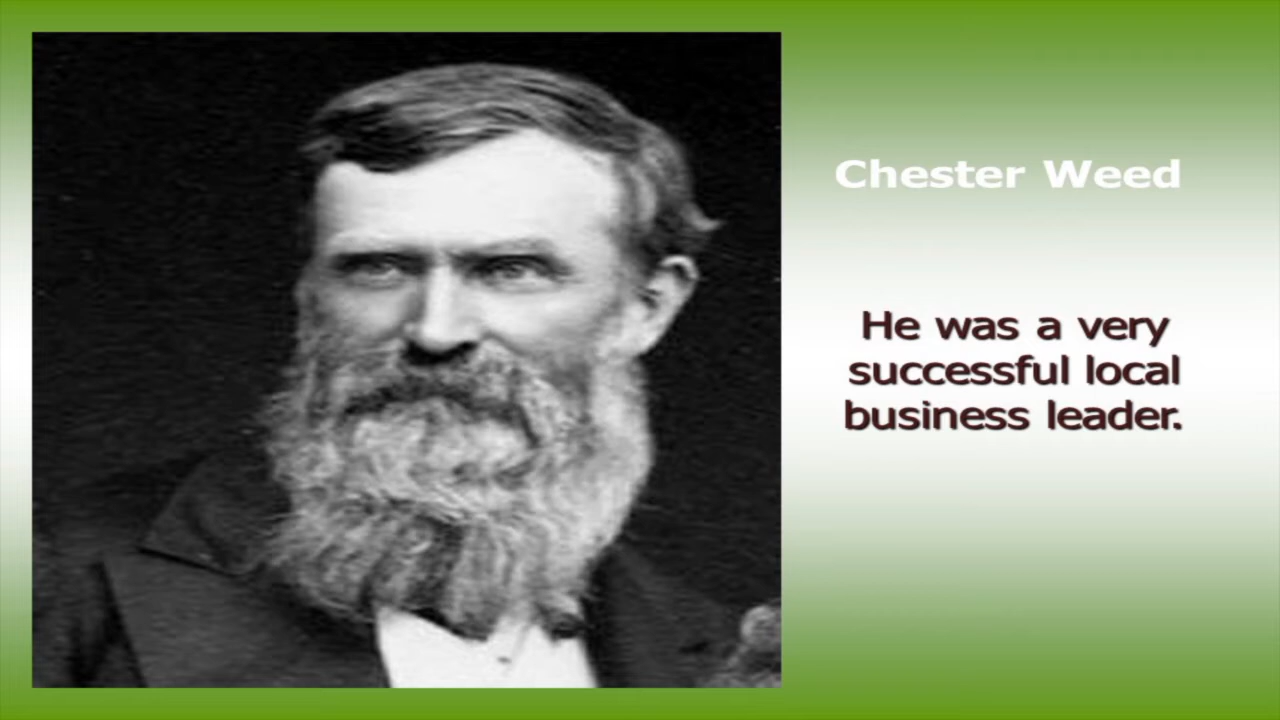 Chester Weed
He was a very
successful local
business leader.